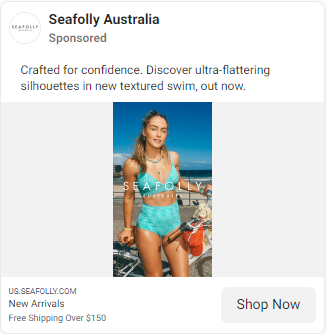 SEAFOLLY
Seafolly Australia
Sponsored
Crafted for confidence. Discover ultra-flattering
silhouettes in new textured swim, out now.
SEAFOLLY
AUSTRALIA
US.SEAFOLLY.COM
New Arrivals
Free Shipping Over $150
Shop Now